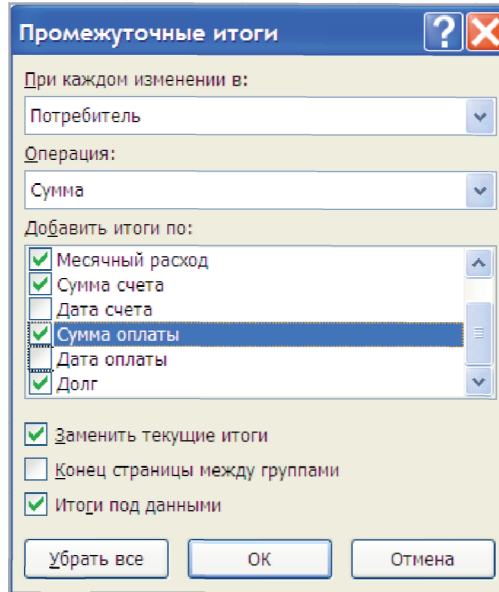 Промежуточные итоги
При каждом изменении в:
Потребитель
Операция:
Сумма
Добавить итоги по:
Месячный расход
Сумма счета
Дата счета
Сумма оплаты
Дата оплаты
Долг
Заменить текущие итоги
Конец страницы между группами
Итоги под данными
Убрать все ОК Отмена